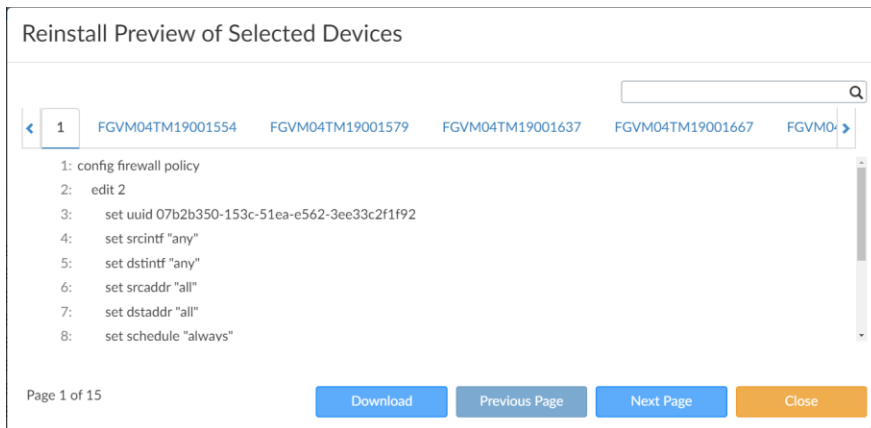 Reinstall Preview of Selected Devices
1 FGVM04TM19001554 FGVM04TM19001579 FGVM04TM19001637 FGVM04TM19001667 FGVM04
1: config firewall policy
2: edit 2
3: set uuid 07b2b350-153c-51ea-e562-3ee33c2f1f92
4: set srcintf "any"
5: set dstintf "any"
6: set srcaddr "all"
7: set dstaddr "all"
8: set schedule "always"
Page 1 of 15 Download Previous Page Next Page Close